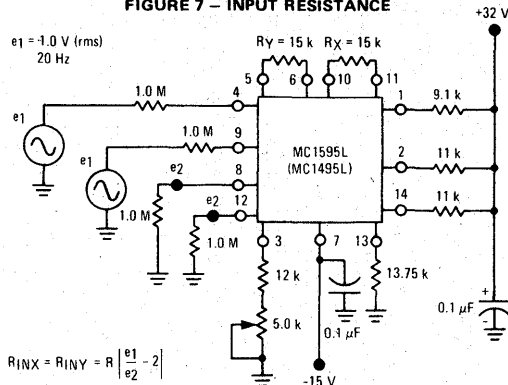 FIGURE 7 – INPUT RESISTANCE
+32 V
e1 = 1.0 V (rms)
20 Hz
RY = 15 k
RX = 15 k
5
6
10
11
1.0 M
4
1
9.1 k
e1
1.0 M
9
MC1595L
(MC1495L)
2
11 k
e1
e2
8
1.0 M
e2
12
14
11 k
1.0 M
3
7
13
12 k
13.75 k
5.0 k
0.1 μF
+
-
0.1 μF
RINX = RINY = R | e1/e2 - 2 |
-15 V